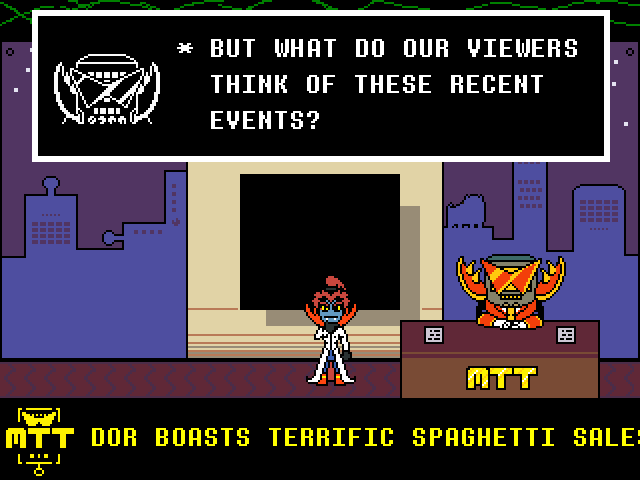 * BUT WHAT DO OUR VIEWERS
THINK OF THESE RECENT
EVENTS?
MTT
MTT DOR BOASTS TERRIFIC SPAGHETTI SALES